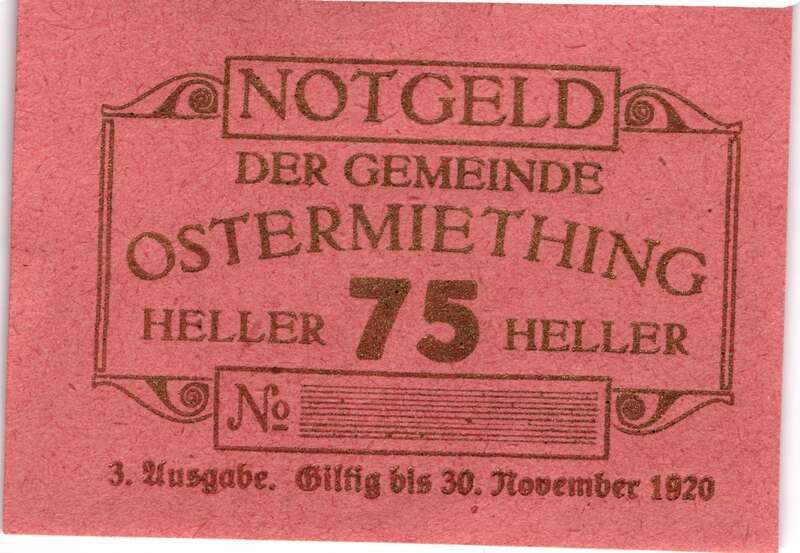 NOTGELD
DER GEMEINDE
OSTERMIETHING
HELLER 75 HELLER
No
3. Ausgabe. Giltig bis 30. November 1920